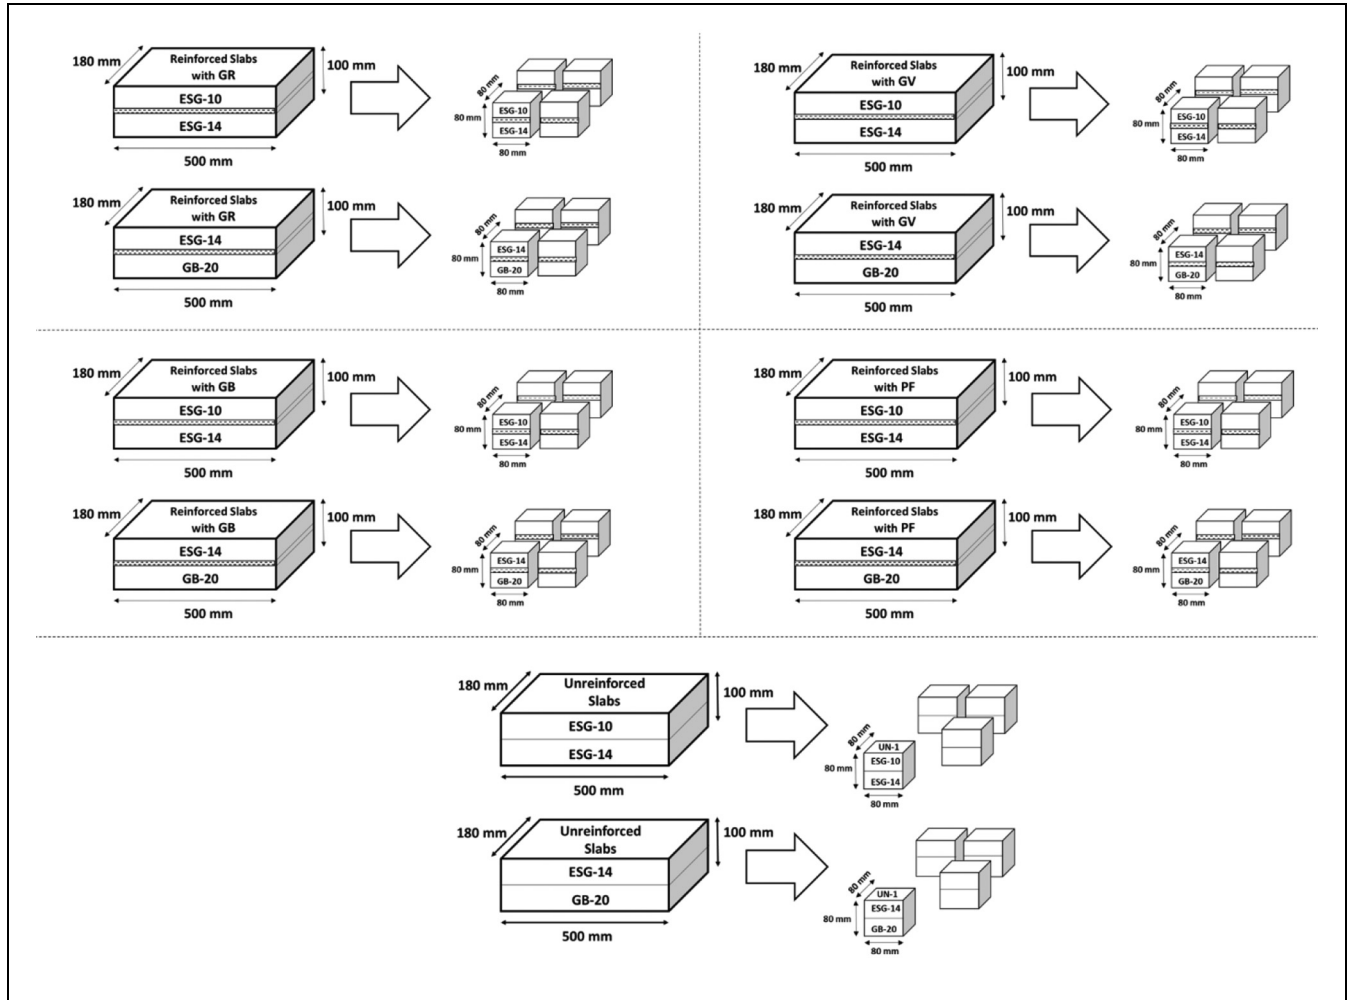 180 mm
Reinforced Slabs
with GR
100 mm
ESG-10
ESG-14
500 mm
80 mm
80 mm
ESG-10
ESG-14
80 mm
180 mm
Reinforced Slabs
with GV
100 mm
ESG-10
ESG-14
500 mm
80 mm
80 mm
ESG-10
ESG-14
80 mm
180 mm
Reinforced Slabs
with GR
100 mm
ESG-14
GB-20
500 mm
80 mm
80 mm
ESG-14
GB-20
80 mm
180 mm
Reinforced Slabs
with GV
100 mm
ESG-14
GB-20
500 mm
80 mm
80 mm
ESG-14
GB-20
80 mm
180 mm
Reinforced Slabs
with GB
100 mm
ESG-10
ESG-14
500 mm
80 mm
80 mm
ESG-10
ESG-14
80 mm
180 mm
Reinforced Slabs
with PF
100 mm
ESG-10
ESG-14
500 mm
80 mm
80 mm
ESG-10
ESG-14
80 mm
180 mm
Reinforced Slabs
with GB
100 mm
ESG-14
GB-20
500 mm
80 mm
80 mm
ESG-14
GB-20
80 mm
180 mm
Reinforced Slabs
with PF
100 mm
ESG-14
GB-20
500 mm
80 mm
80 mm
ESG-14
GB-20
80 mm
180 mm
Unreinforced
Slabs
100 mm
ESG-10
ESG-14
500 mm
80 mm
UN-1
80 mm
ESG-10
ESG-14
80 mm
180 mm
Unreinforced
Slabs
100 mm
ESG-14
GB-20
500 mm
80 mm
UN-1
80 mm
ESG-14
GB-20
80 mm